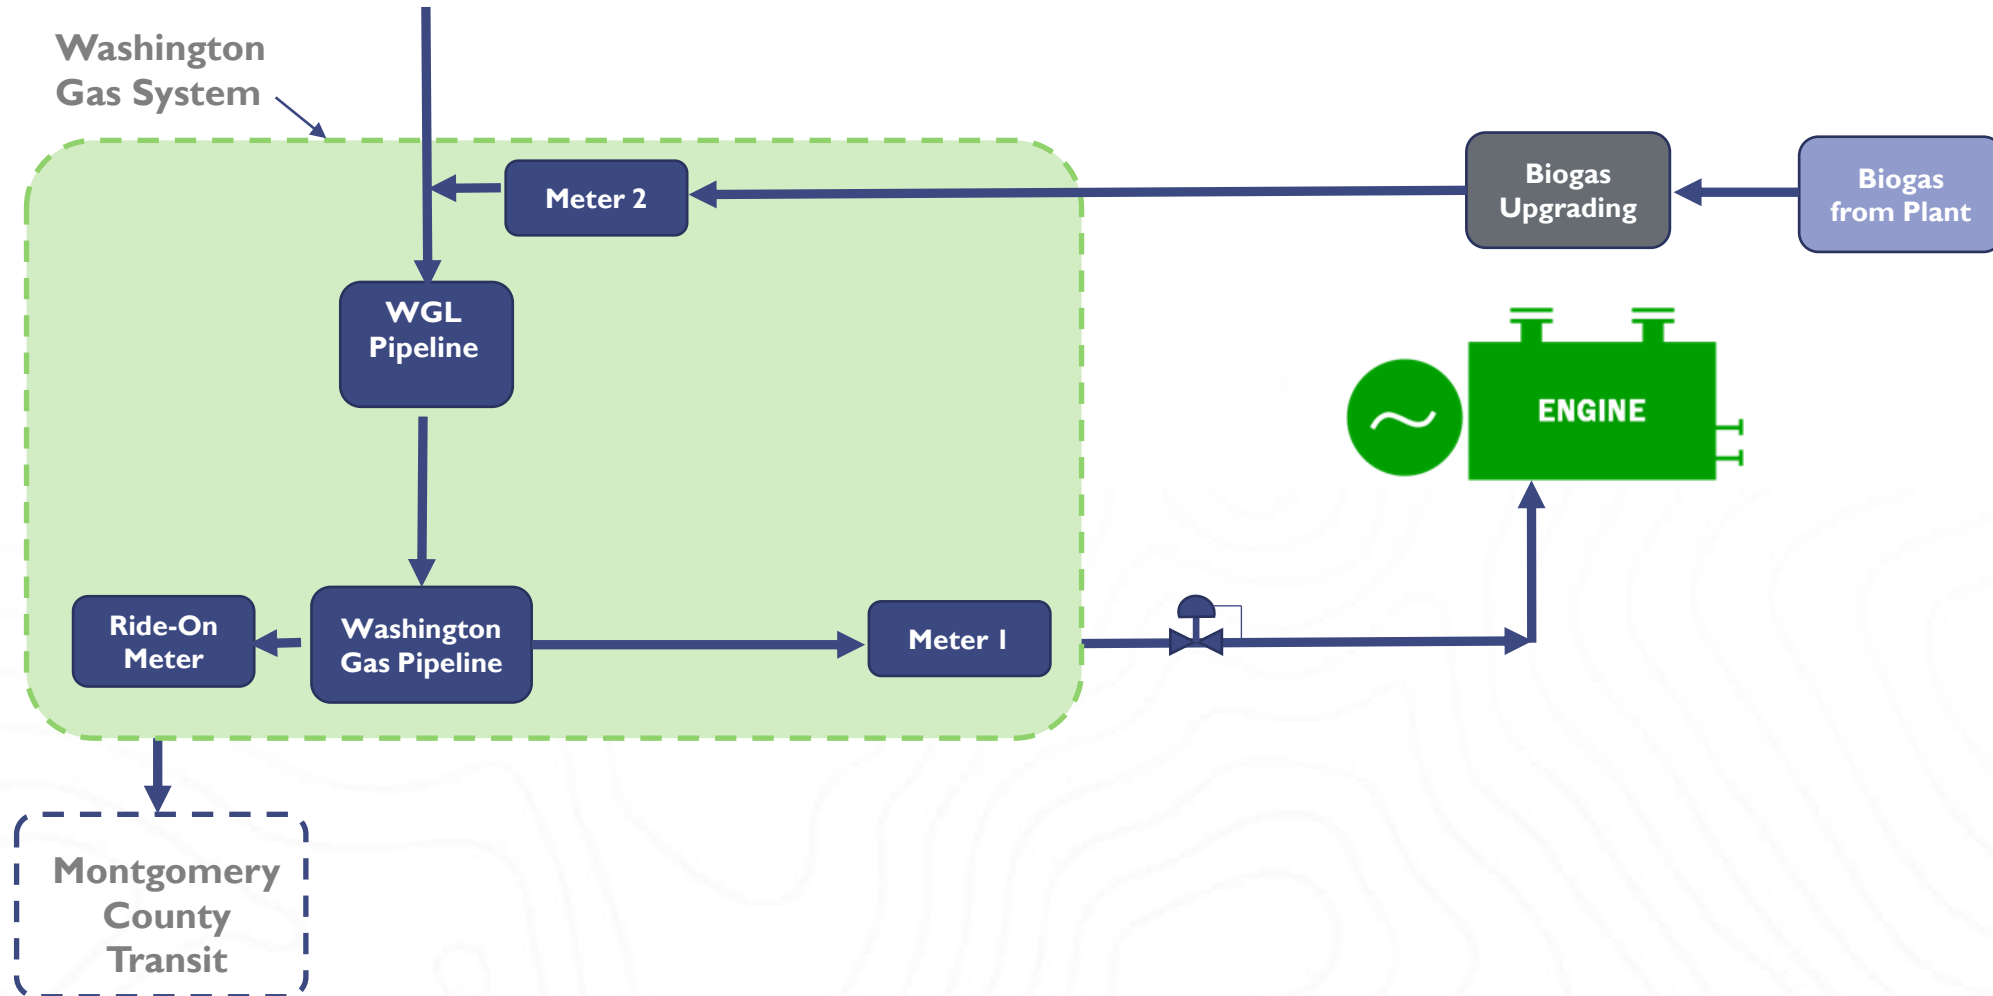 Washington
Gas System
Meter 2
Biogas
Upgrading
Biogas
from Plant
WGL
Pipeline
ENGINE
Ride-On
Meter
Washington
Gas Pipeline
Meter 1
Montgomery
County
Transit